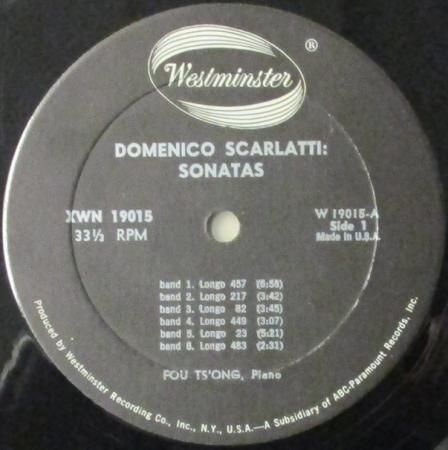 Westminster ®
DOMENICO SCARLATTI:
SONATAS
XWN 19015
33⅓ RPM
W 19015-A
Side 1
Made in U.S.A.
band 1. Longo 457 (6:58)
band 2. Longo 217 (3:42)
band 3. Longo 82 (3:45)
band 4. Longo 449 (3:07)
band 5. Longo 23 (5:21)
band 6. Longo 483 (2:31)
FOU TS'ONG, Piano
Produced by Westminster Recording Co., Inc., N.Y., U.S.A.—A Subsidiary of ABC-Paramount Records, Inc.